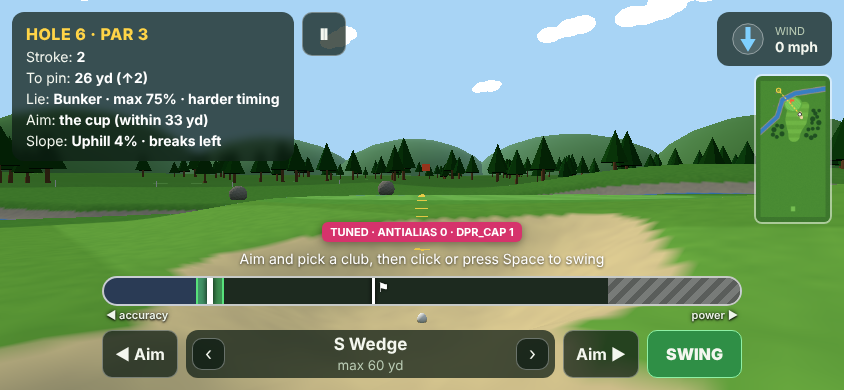 HOLE 6 · PAR 3
Stroke: 2
To pin: 26 yd (↑2)
Lie: Bunker · max 75% · harder timing
Aim: the cup (within 33 yd)
Slope: Uphill 4% · breaks left
WIND
0 mph
TUNED · ANTIALIAS 0 · DPR_CAP 1
Aim and pick a club, then click or press Space to swing
◀ accuracy
power ▶
◀ Aim
‹
S Wedge
max 60 yd
›
Aim ▶
SWING